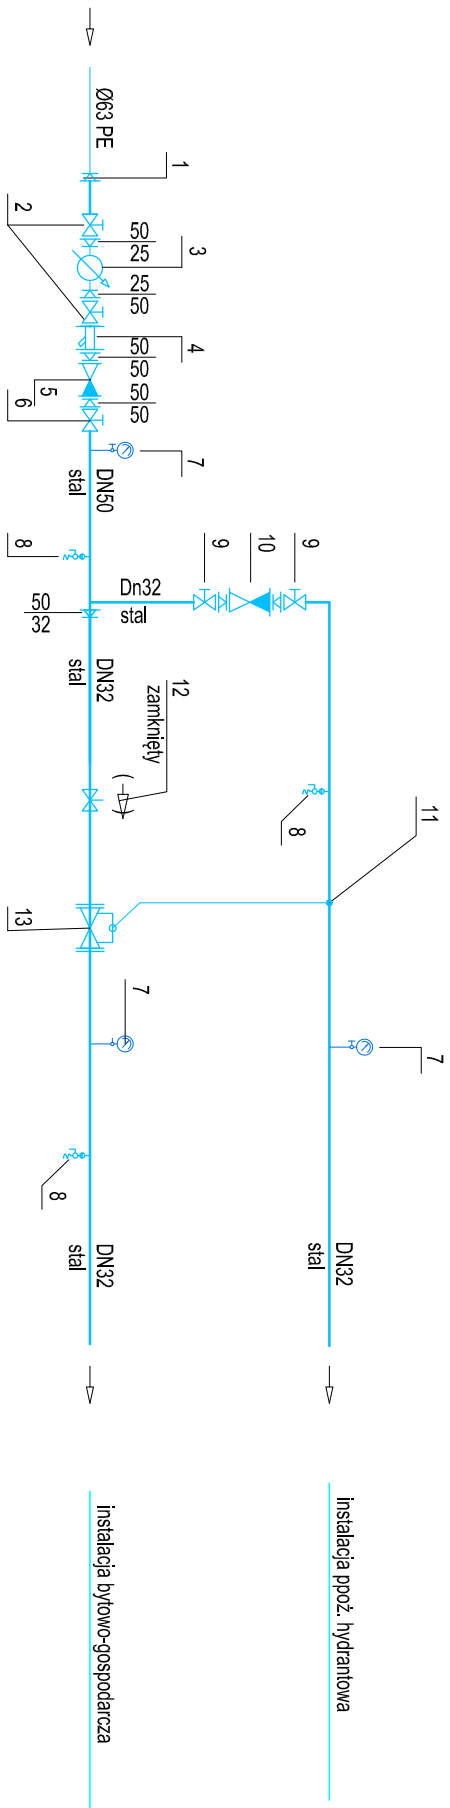 Ø63 PE
1
2
50
25
3
25
50
4
50
50
5
50
50
6
7
DN50
stal
8
Dn32
stal
9
10
9
50
32
DN32
stal
12
zamknięty
( )
8
11
13
7
7
8
DN32
stal
DN32
stal
instalacja ppoż. hydrantowa
instalacja bytowo-gospodarcza